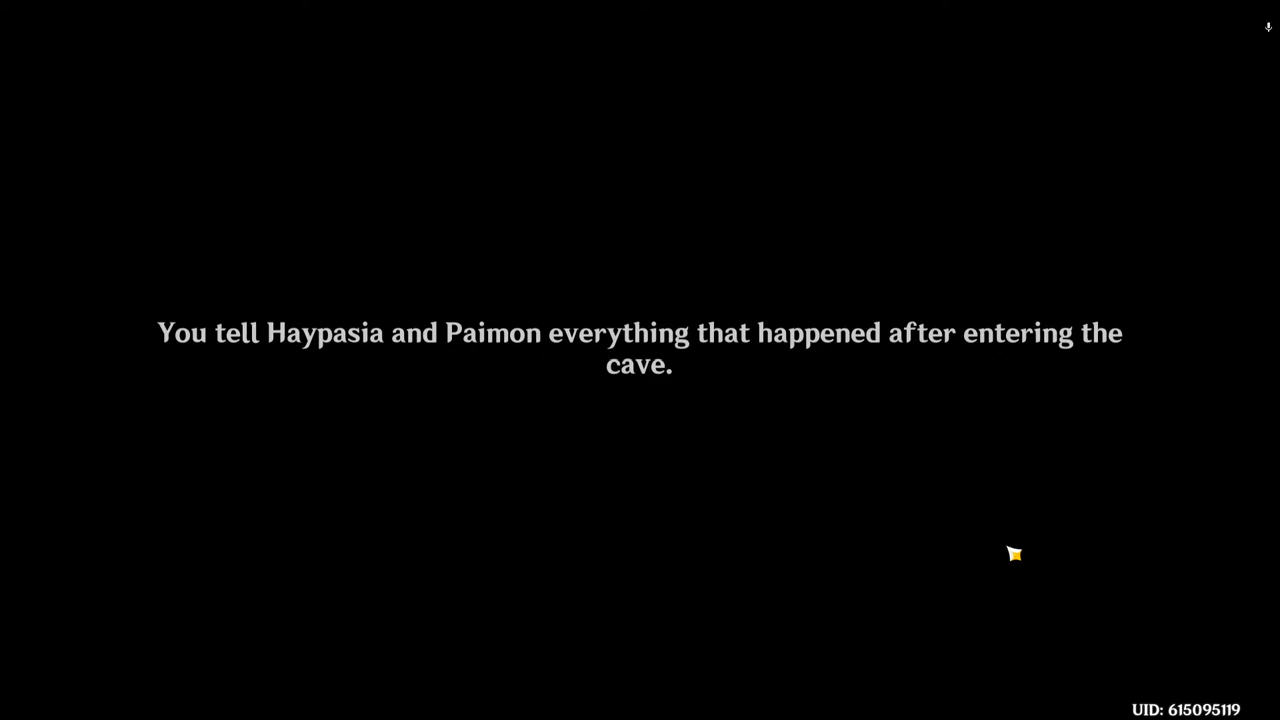 You tell Haypasia and Paimon everything that happened after entering the
cave.
UID: 615095119